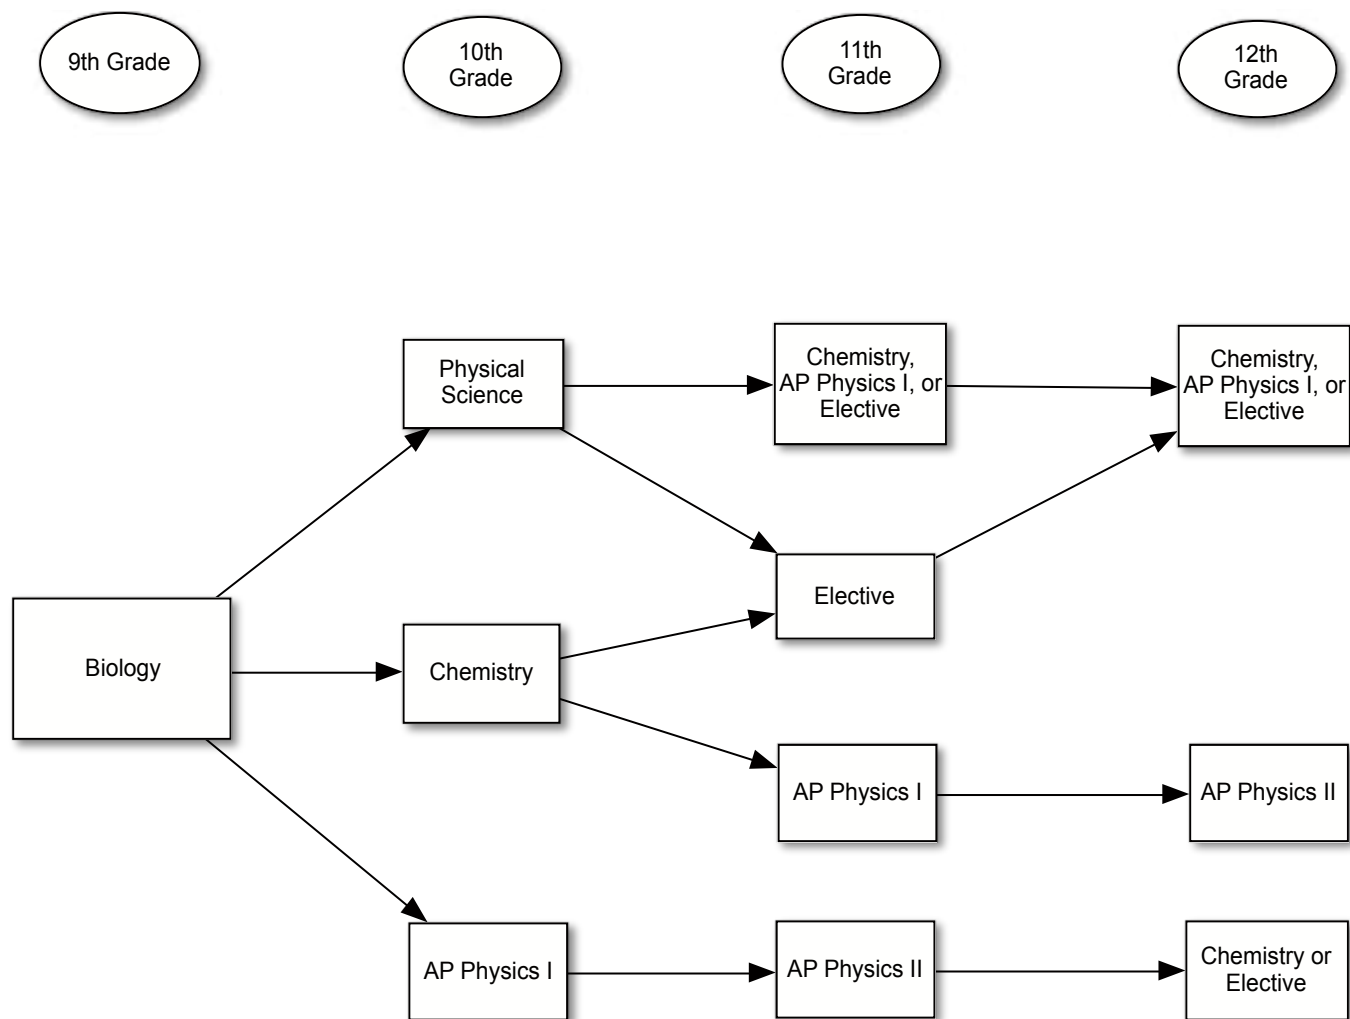 9th Grade
10th
Grade
11th
Grade
12th
Grade
Physical
Science
Chemistry,
AP Physics I, or
Elective
Chemistry,
AP Physics I, or
Elective
Elective
Biology
Chemistry
AP Physics I
AP Physics II
AP Physics I
AP Physics II
Chemistry or
Elective